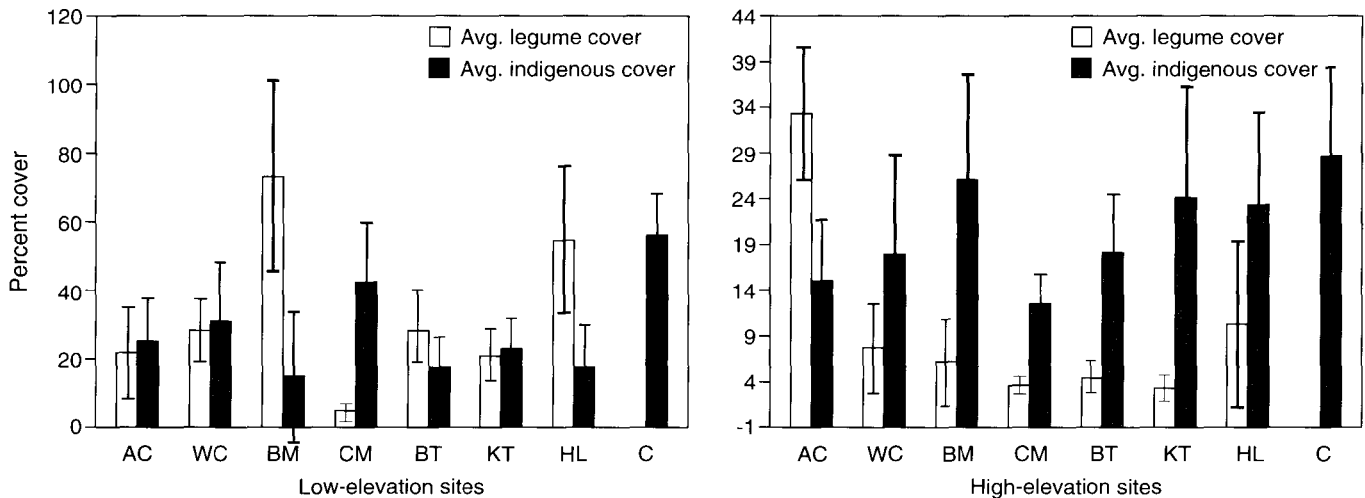 120
100
80
60
40
20
0
Percent cover
Avg. legume cover
Avg. indigenous cover
AC WC BM CM BT KT HL C
Low-elevation sites
44
39
34
29
24
19
14
9
4
-1
Avg. legume cover
Avg. indigenous cover
AC WC BM CM BT KT HL C
High-elevation sites